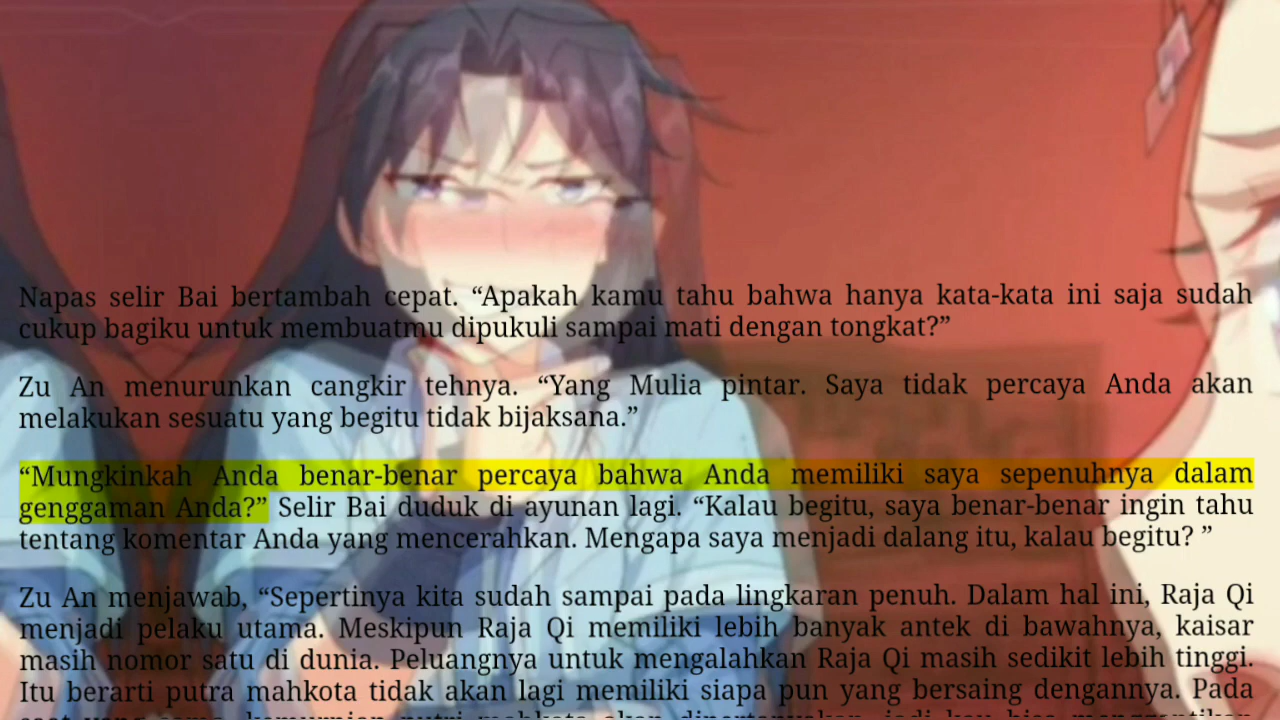 Napas selir Bai bertambah cepat. “Apakah kamu tahu bahwa hanya kata-kata ini saja sudah
cukup bagiku untuk membuatmu dipukuli sampai mati dengan tongkat?”
Zu An menurunkan cangkir tehnya. “Yang Mulia pintar. Saya tidak percaya Anda akan
melakukan sesuatu yang begitu tidak bijaksana.”
“Mungkinkah Anda benar-benar percaya bahwa Anda memiliki saya sepenuhnya dalam
genggaman Anda?” Selir Bai duduk di ayunan lagi. “Kalau begitu, saya benar-benar ingin tahu
tentang komentar Anda yang mencerahkan. Mengapa saya menjadi dalang itu, kalau begitu? ”
Zu An menjawab, “Sepertinya kita sudah sampai pada lingkaran penuh. Dalam hal ini, Raja Qi
menjadi pelaku utama. Meskipun Raja Qi memiliki lebih banyak antek di bawahnya, kaisar
masih nomor satu di dunia. Peluangnya untuk mengalahkan Raja Qi masih sedikit lebih tinggi.
Itu berarti putra mahkota tidak akan lagi memiliki siapa pun yang bersaing dengannya. Pada